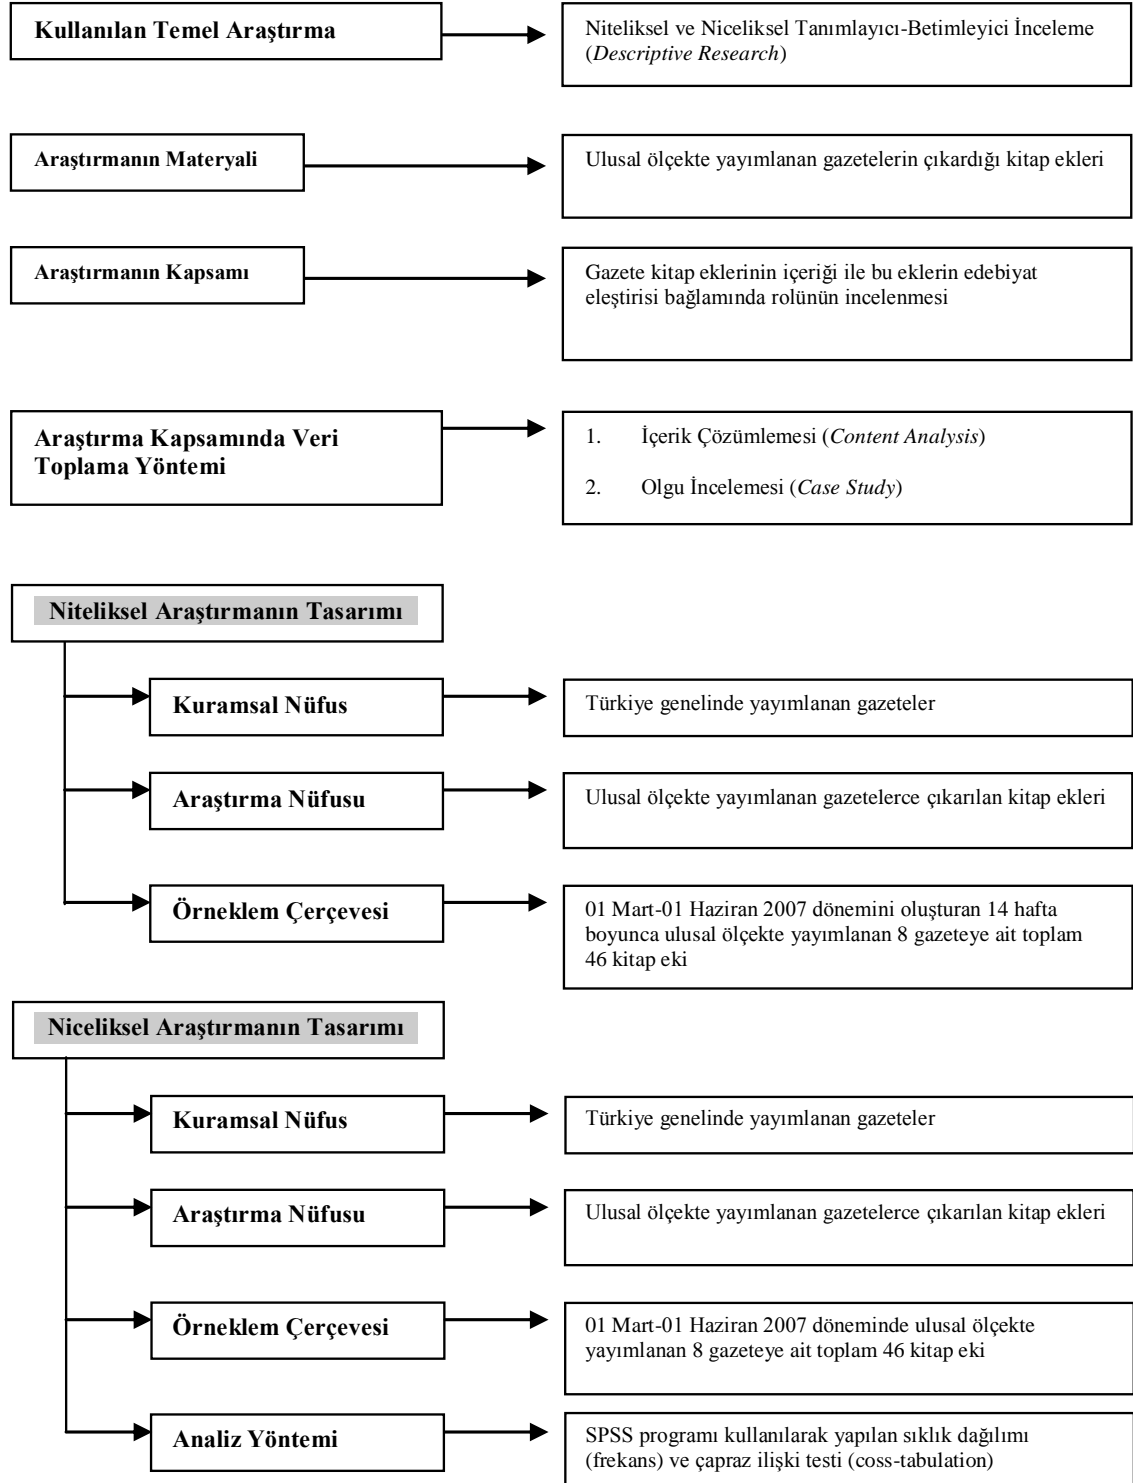 Kullanılan Temel Araştırma
Niteliksel ve Niceliksel Tanımlayıcı-Betimleyici İnceleme
(Descriptive Research)
Araştırmanın Materyali
Ulusal ölçekte yayımlanan gazetelerin çıkardığı kitap ekleri
Araştırmanın Kapsamı
Gazete kitap eklerinin içeriği ile bu eklerin edebiyat
eleştirisi bağlamında rolünün incelenmesi
Araştırma Kapsamında Veri
Toplama Yöntemi
1. İçerik Çözümlemesi (Content Analysis)
2. Olgu İncelemesi (Case Study)
Niteliksel Araştırmanın Tasarımı
Kuramsal Nüfus
Türkiye genelinde yayımlanan gazeteler
Araştırma Nüfusu
Ulusal ölçekte yayımlanan gazetelerce çıkarılan kitap ekleri
Örneklem Çerçevesi
01 Mart-01 Haziran 2007 dönemini oluşturan 14 hafta
boyunca ulusal ölçekte yayımlanan 8 gazeteye ait toplam
46 kitap eki
Niceliksel Araştırmanın Tasarımı
Kuramsal Nüfus
Türkiye genelinde yayımlanan gazeteler
Araştırma Nüfusu
Ulusal ölçekte yayımlanan gazetelerce çıkarılan kitap ekleri
Örneklem Çerçevesi
01 Mart-01 Haziran 2007 döneminde ulusal ölçekte
yayımlanan 8 gazeteye ait toplam 46 kitap eki
Analiz Yöntemi
SPSS programı kullanılarak yapılan sıklık dağılımı
(frekans) ve çapraz ilişki testi (coss-tabulation)